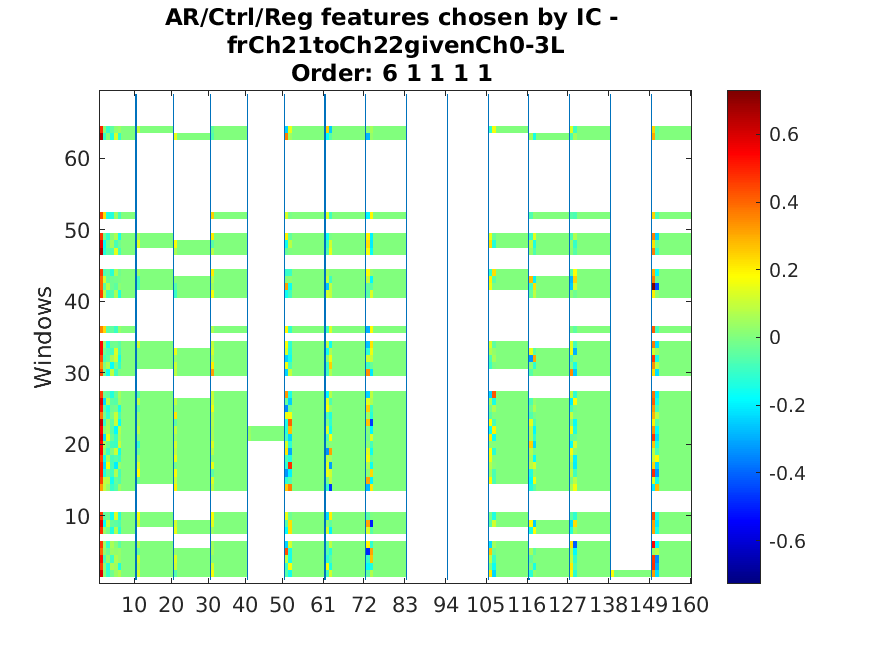 AR/Ctrl/Reg features chosen by IC -
frCh21toCh22givenCh0-3L
Order: 6 1 1 1 1
Windows
60
50
40
30
20
10
10 20 30 40 50 61 72 83 94 105 116 127 138 149 160
0.6
0.4
0.2
0
-0.2
-0.4
-0.6